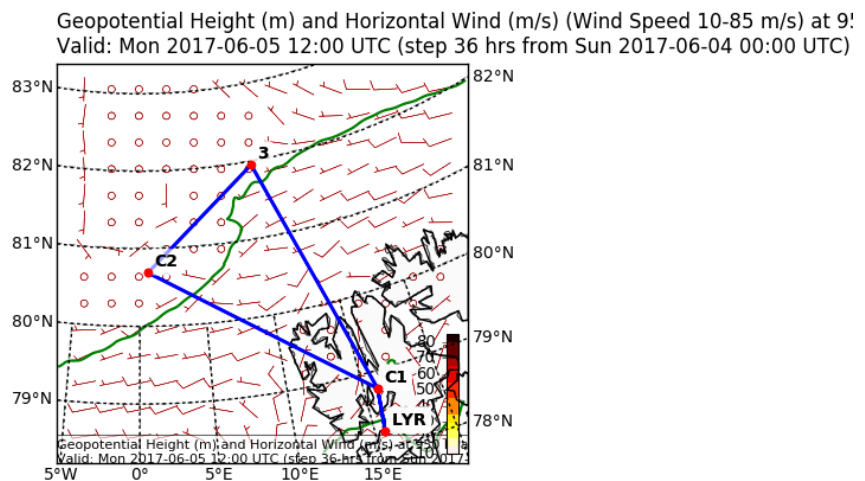 Geopotential Height (m) and Horizontal Wind (m/s) (Wind Speed 10-85 m/s) at 95
Valid: Mon 2017-06-05 12:00 UTC (step 36 hrs from Sun 2017-06-04 00:00 UTC)
83°N
82°N
82°N
3
81°N
81°N
C2
80°N
80°N
79°N
80
70
60
50
C1
79°N
LYR
78°N
10
Geopotential Height (m) and Horizontal Wind (m/s) at 950
Valid: Mon 2017-06-05 12:00 UTC (step 36 hrs from Sun 2017-
5°W
0°
5°E
10°E
15°E